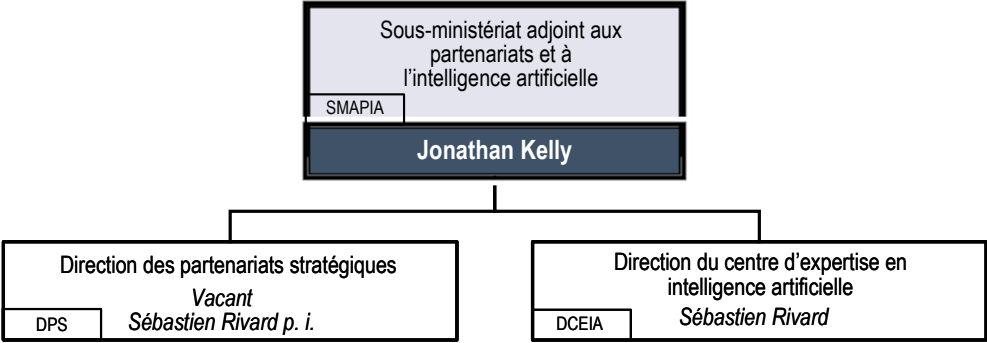 Sous-ministériat adjoint aux
partenariats et à
l'intelligence artificielle
SMAPIA
Jonathan Kelly
Direction des partenariats stratégiques
Vacant
Sébastien Rivard p. i.
DPS
Direction du centre d'expertise en
intelligence artificielle
Sébastien Rivard
DCEIA